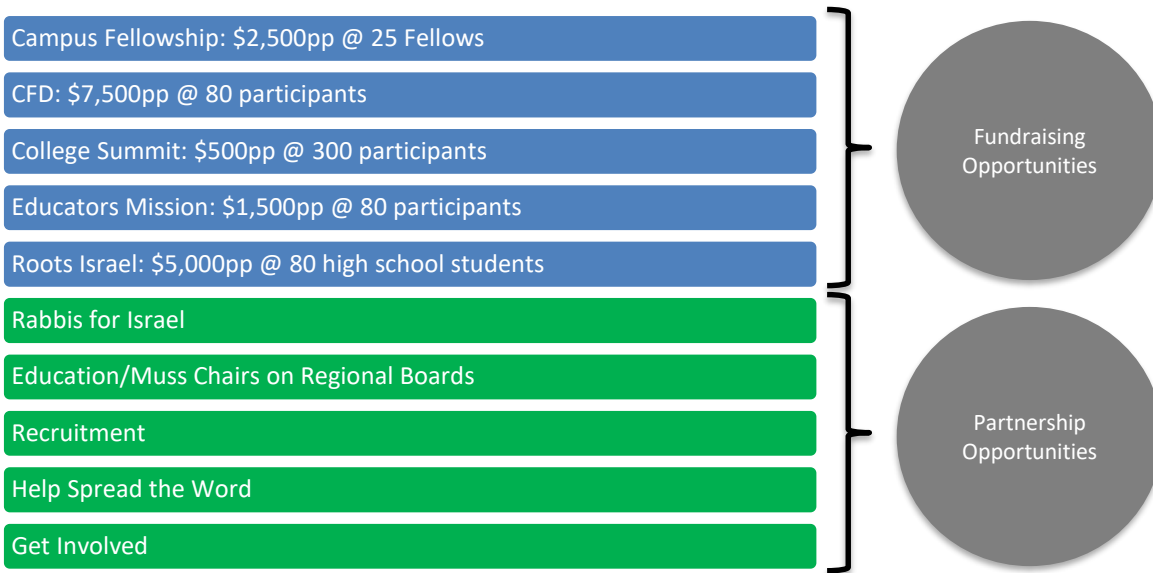 Campus Fellowship: $2,500pp @ 25 Fellows
CFD: $7,500pp @ 80 participants
College Summit: $500pp @ 300 participants
Educators Mission: $1,500pp @ 80 participants
Roots Israel: $5,000pp @ 80 high school students
Fundraising
Opportunities
Rabbis for Israel
Education/Muss Chairs on Regional Boards
Recruitment
Help Spread the Word
Get Involved
Partnership
Opportunities